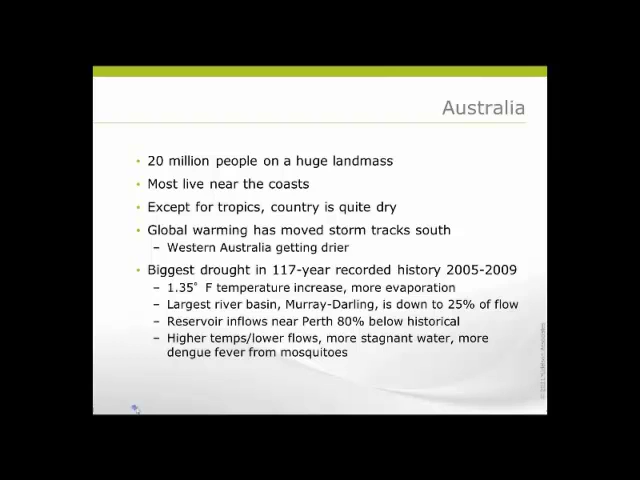 Australia
• 20 million people on a huge landmass
• Most live near the coasts
• Except for tropics, country is quite dry
• Global warming has moved storm tracks south
– Western Australia getting drier
• Biggest drought in 117-year recorded history 2005-2009
– 1.35° F temperature increase, more evaporation
– Largest river basin, Murray-Darling, is down to 25% of flow
– Reservoir inflows near Perth 80% below historical
– Higher temps/lower flows, more stagnant water, more
dengue fever from mosquitoes